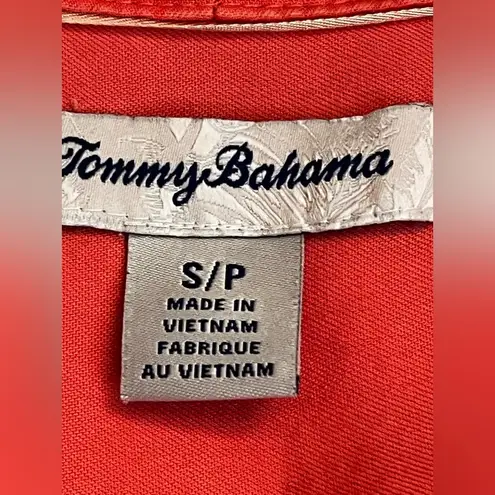 Tommy Bahama
S/P
MADE IN
VIETNAM
FABRIQUE
AU VIETNAM